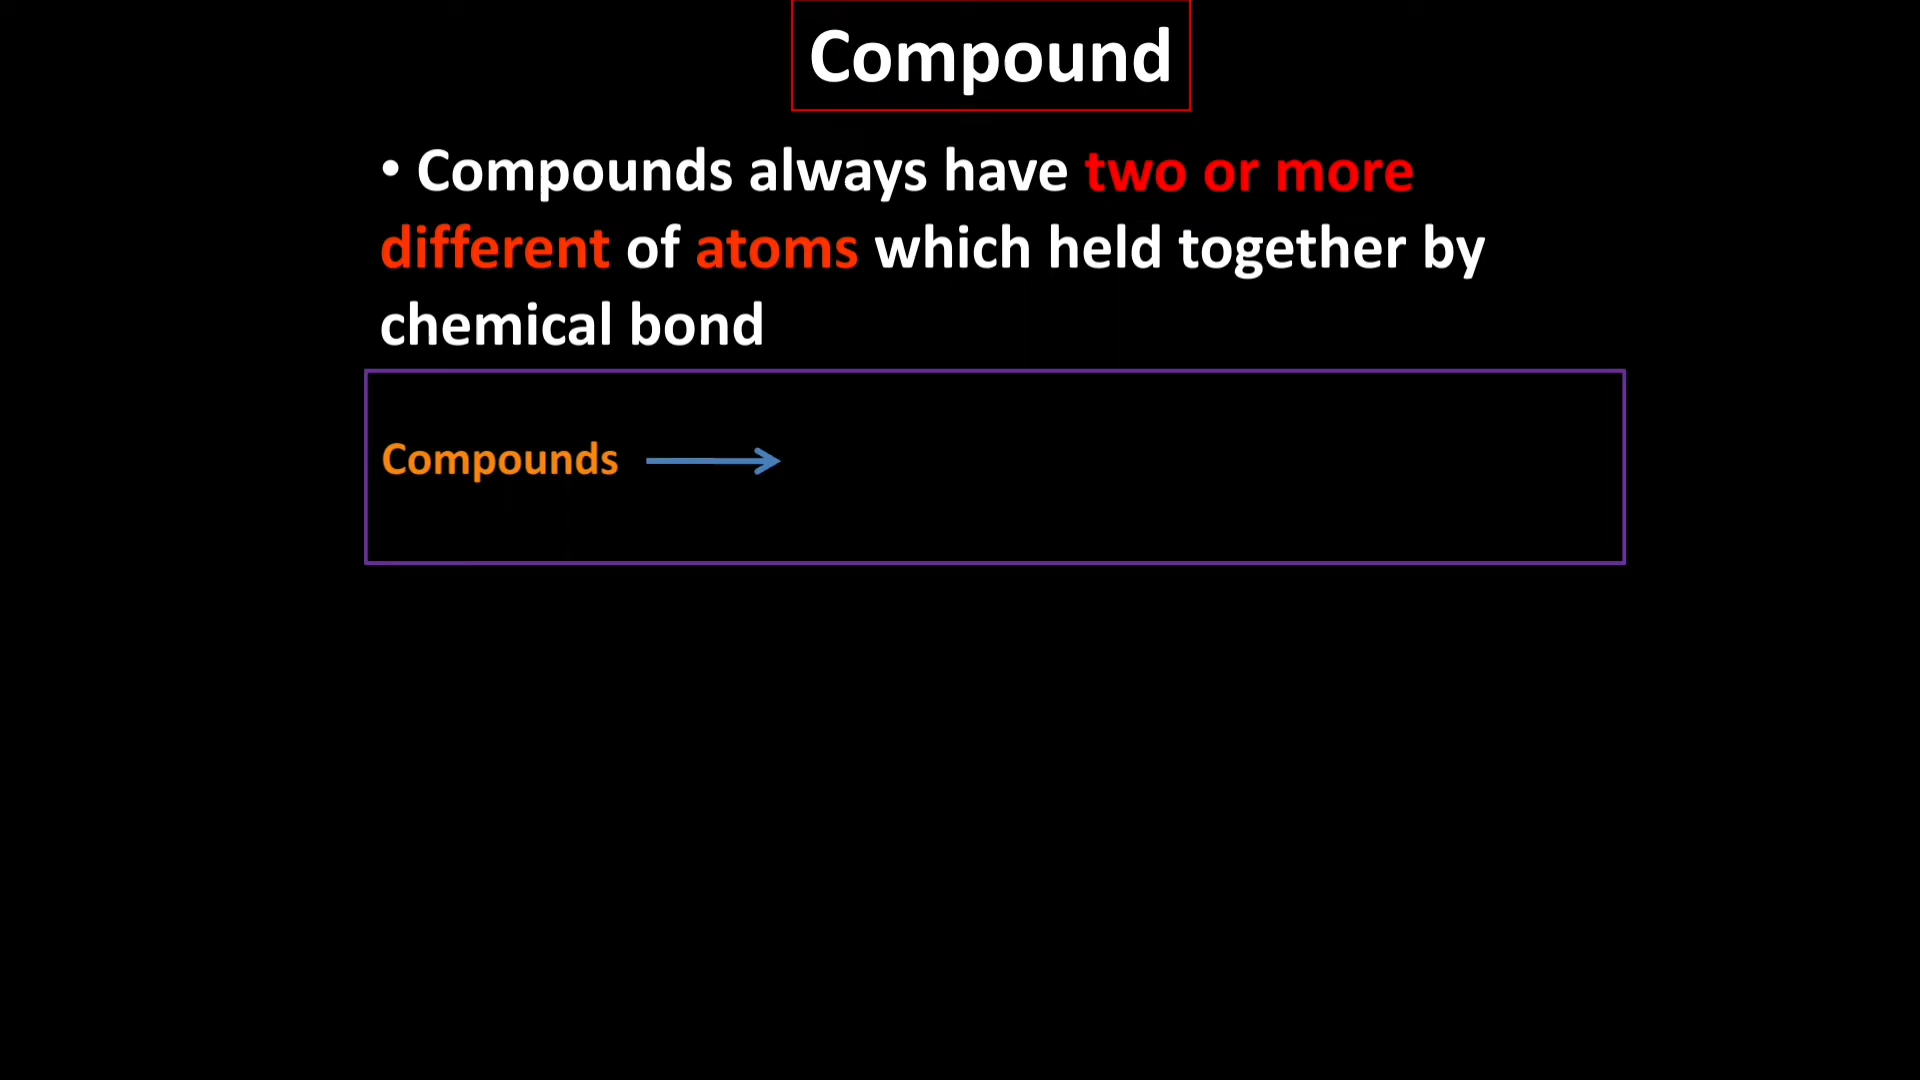 Compound
• Compounds always have two or more
different of atoms which held together by
chemical bond
Compounds